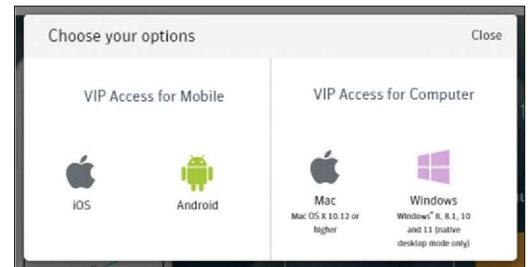 Choose your options
Close
VIP Access for Mobile
VIP Access for Computer
iOS
Android
Mac
Mac OS X 10.12 or
higher
Windows
Windows® 8, 8.1, 10
and 11 (native
desktop mode only)